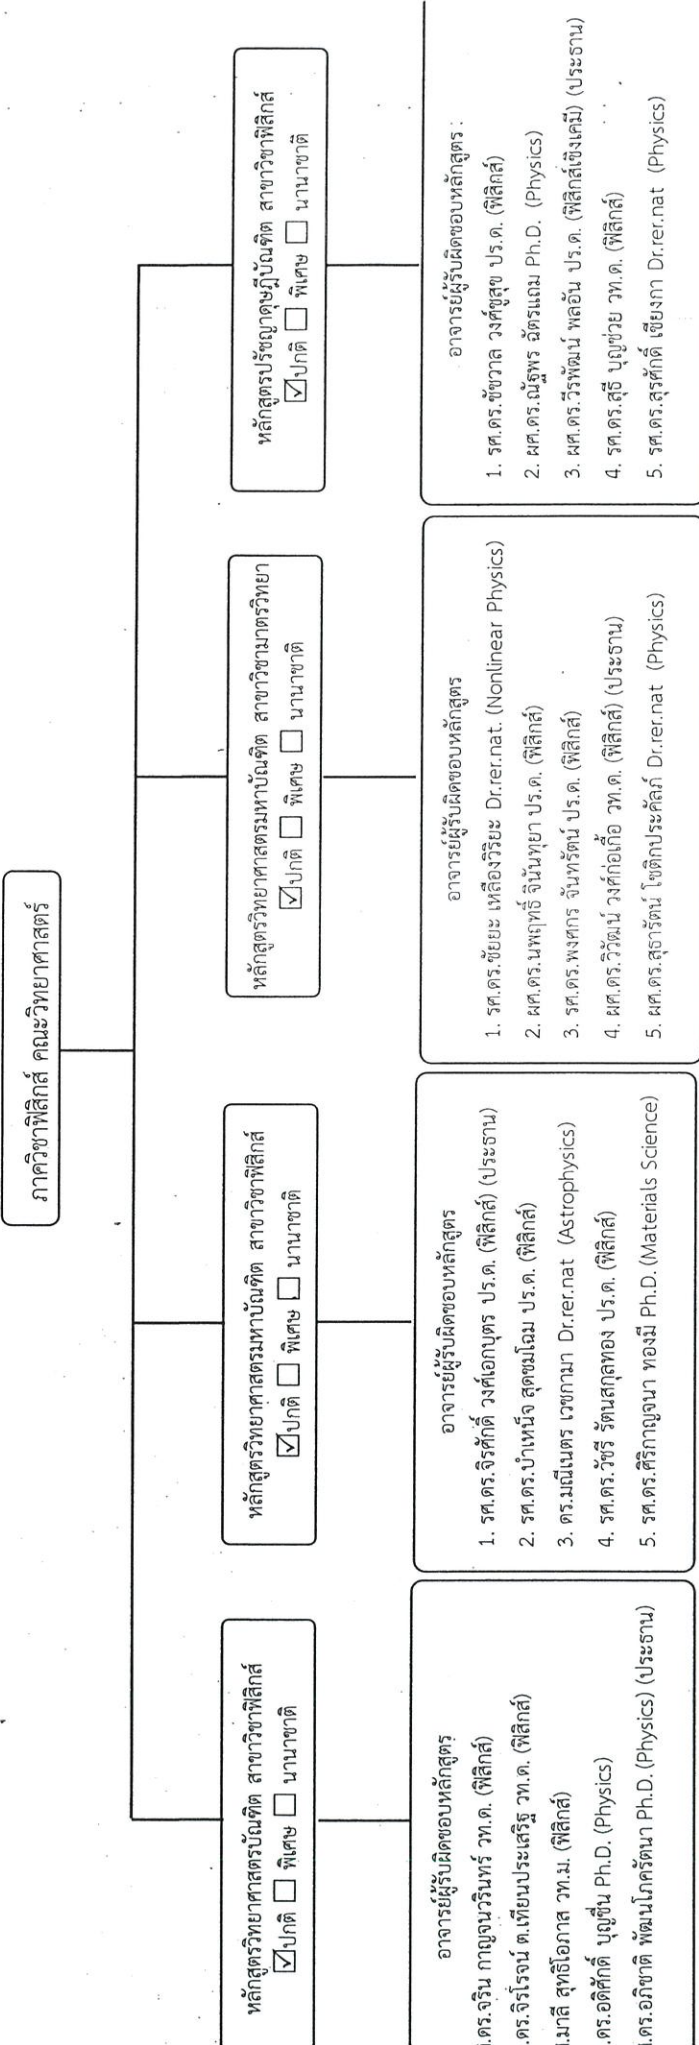 ภาควิชาฟิสิกส์ คณะวิทยาศาสตร์
หลักสูตรวิทยาศาสตรบัณฑิต สาขาวิชาฟิสิกส์
☑ปกติ ☐ พิเศษ ☐ นานาชาติ
อาจารย์ผู้รับผิดชอบหลักสูตร
.ดร.จริน กาญจนวรินทร์ วท.ด. (ฟิสิกส์)
.ดร.จิรโรจน์ ต.เทียนประเสริฐ วท.ด. (ฟิสิกส์)
.มาลี สุทธิโอภาส วท.ม. (ฟิสิกส์)
.ดร.อดิศักดิ์ บุญชื่น Ph.D. (Physics)
.ดร.อภิชาติ พัฒนโภครัตนา Ph.D. (Physics) (ประธาน)
หลักสูตรวิทยาศาสตรมหาบัณฑิต สาขาวิชาฟิสิกส์
☑ปกติ ☐ พิเศษ ☐ นานาชาติ
อาจารย์ผู้รับผิดชอบหลักสูตร
1. รศ.ดร.จิรศักดิ์ วงศ์เอกบุตร ปร.ด. (ฟิสิกส์) (ประธาน)
2. รศ.ดร.บำเหน็จ สุดชมโฉม ปร.ด. (ฟิสิกส์)
3. ดร.มณีเนตร เวชกามา Dr.rer.nat (Astrophysics)
4. รศ.ดร.วัชรี รัตนสกุลทอง ปร.ด. (ฟิสิกส์)
5. รศ.ดร.ศิริกาญจนา ทองมี Ph.D. (Materials Science)
หลักสูตรวิทยาศาสตรมหาบัณฑิต สาขาวิชามาตรวิทยา
☑ปกติ ☐ พิเศษ ☐ นานาชาติ
อาจารย์ผู้รับผิดชอบหลักสูตร
1. รศ.ดร.ชัยยะ เหลืองวิริยะ Dr.rer.nat. (Nonlinear Physics)
2. ผศ.ดร.นพฤทธิ์ จินันทุยา ปร.ด. (ฟิสิกส์)
3. รศ.ดร.พงศกร จันทรัตน์ ปร.ด. (ฟิสิกส์)
4. ผศ.ดร.วิวัฒน์ วงศ์ก่อเกื้อ วท.ด. (ฟิสิกส์) (ประธาน)
5. ผศ.ดร.สุธารัตน์ โชติกประคัลภ์ Dr.rer.nat (Physics)
หลักสูตรปรัชญาดุษฎีบัณฑิต สาขาวิชาฟิสิกส์
☑ปกติ ☐ พิเศษ ☐ นานาชาติ
อาจารย์ผู้รับผิดชอบหลักสูตร :
1. รศ.ดร.ชัชวาล วงศ์ชูสุข ปร.ด. (ฟิสิกส์)
2. ผศ.ดร.ณัฐพร ฉัตรแถม Ph.D. (Physics)
3. ผศ.ดร.วีรพัฒน์ พลอัน ปร.ด. (ฟิสิกส์เชิงเคมี) (ประธาน)
4. รศ.ดร.สุธี บุญช่วย วท.ด. (ฟิสิกส์)
5. รศ.ดร.สุรศักดิ์ เชียงกา Dr.rer.nat (Physics)